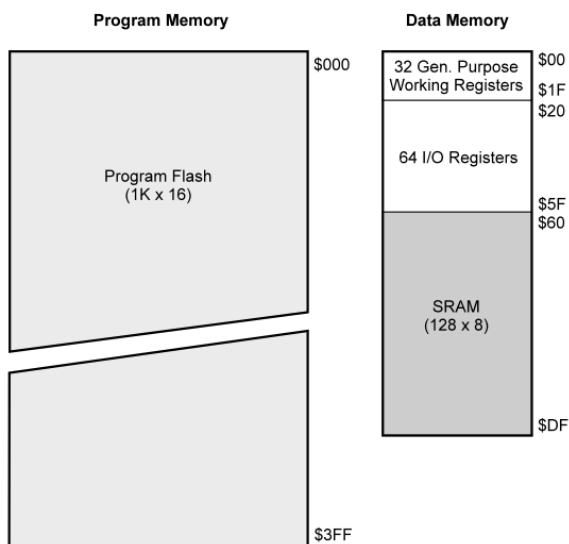 Program Memory
$000
Program Flash
(1K x 16)
$3FF
Data Memory
32 Gen. Purpose
Working Registers
$00
$1F
$20
64 I/O Registers
$5F
$60
SRAM
(128 x 8)
$DF